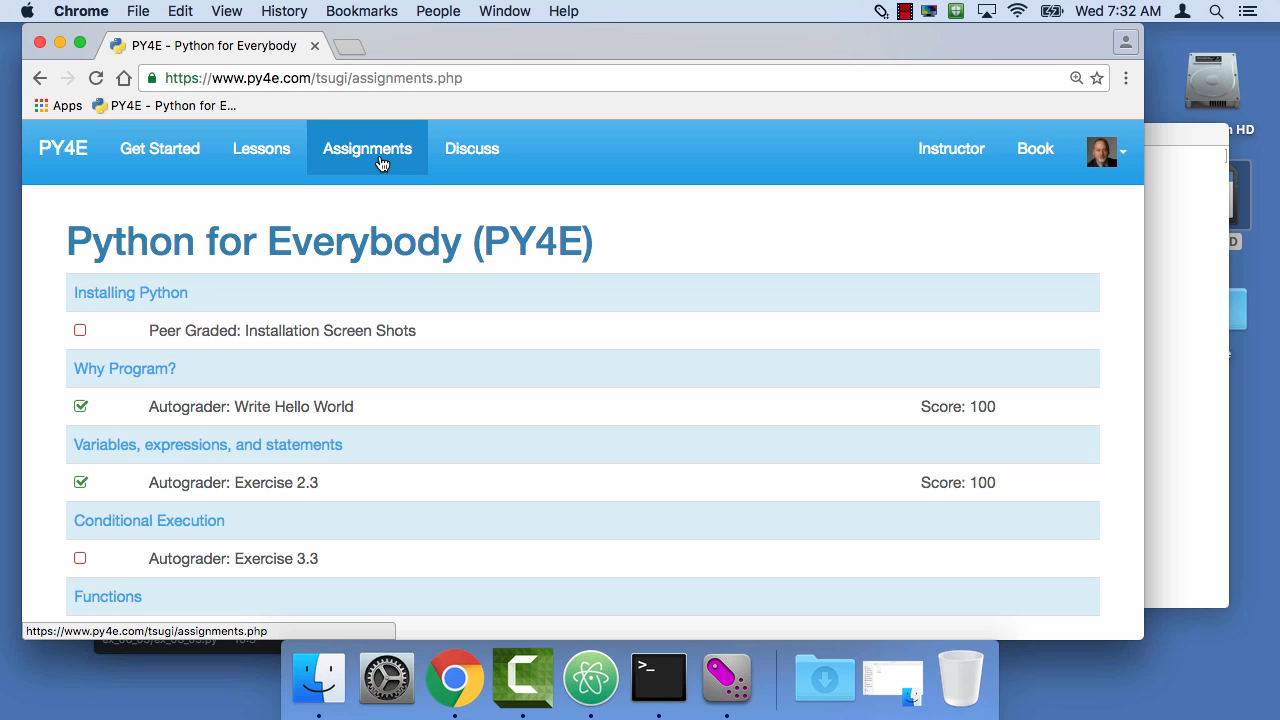 Chrome File Edit View History Bookmarks People Window Help Wed 7:32 AM
PY4E - Python for Everybody
https://www.py4e.com/tsugi/assignments.php
Apps PY4E - Python for E...
HD
PY4E Get Started Lessons Assignments Discuss Instructor Book
Python for Everybody (PY4E)
Installing Python
Peer Graded: Installation Screen Shots
Why Program?
Autograder: Write Hello World Score: 100
Variables, expressions, and statements
Autograder: Exercise 2.3 Score: 100
Conditional Execution
Autograder: Exercise 3.3
Functions
https://www.py4e.com/tsugi/assignments.php